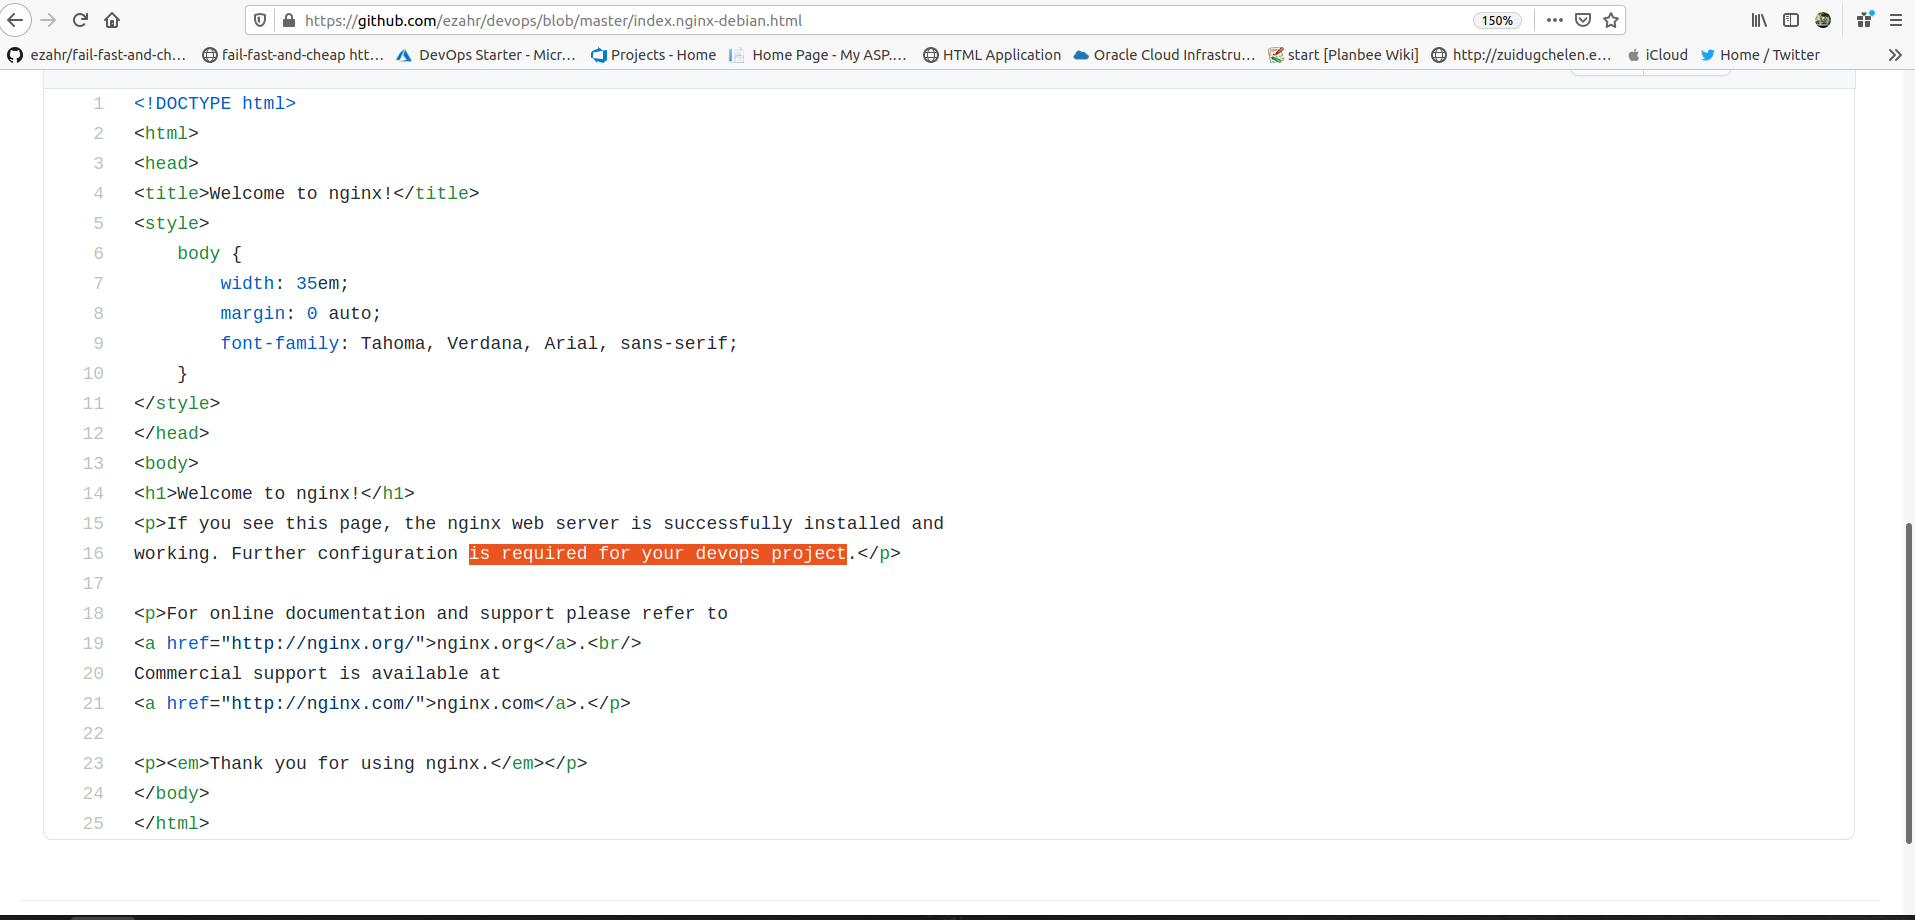 https://github.com/ezahr/devops/blob/master/index.nginx-debian.html
150%
ezahr/fail-fast-and-ch…
fail-fast-and-cheap htt…
DevOps Starter - Micr…
Projects - Home
Home Page - My ASP.…
HTML Application
Oracle Cloud Infrastru…
start [Planbee Wiki]
http://zuidugchelen.e…
iCloud
Home / Twitter
1 <!DOCTYPE html>
2 <html>
3 <head>
4 <title>Welcome to nginx!</title>
5 <style>
6     body {
7         width: 35em;
8         margin: 0 auto;
9         font-family: Tahoma, Verdana, Arial, sans-serif;
10     }
11 </style>
12 </head>
13 <body>
14 <h1>Welcome to nginx!</h1>
15 <p>If you see this page, the nginx web server is successfully installed and
16 working. Further configuration is required for your devops project.</p>
17
18 <p>For online documentation and support please refer to
19 <a href="http://nginx.org/">nginx.org</a>.<br/>
20 Commercial support is available at
21 <a href="http://nginx.com/">nginx.com</a>.</p>
22
23 <p><em>Thank you for using nginx.</em></p>
24 </body>
25 </html>